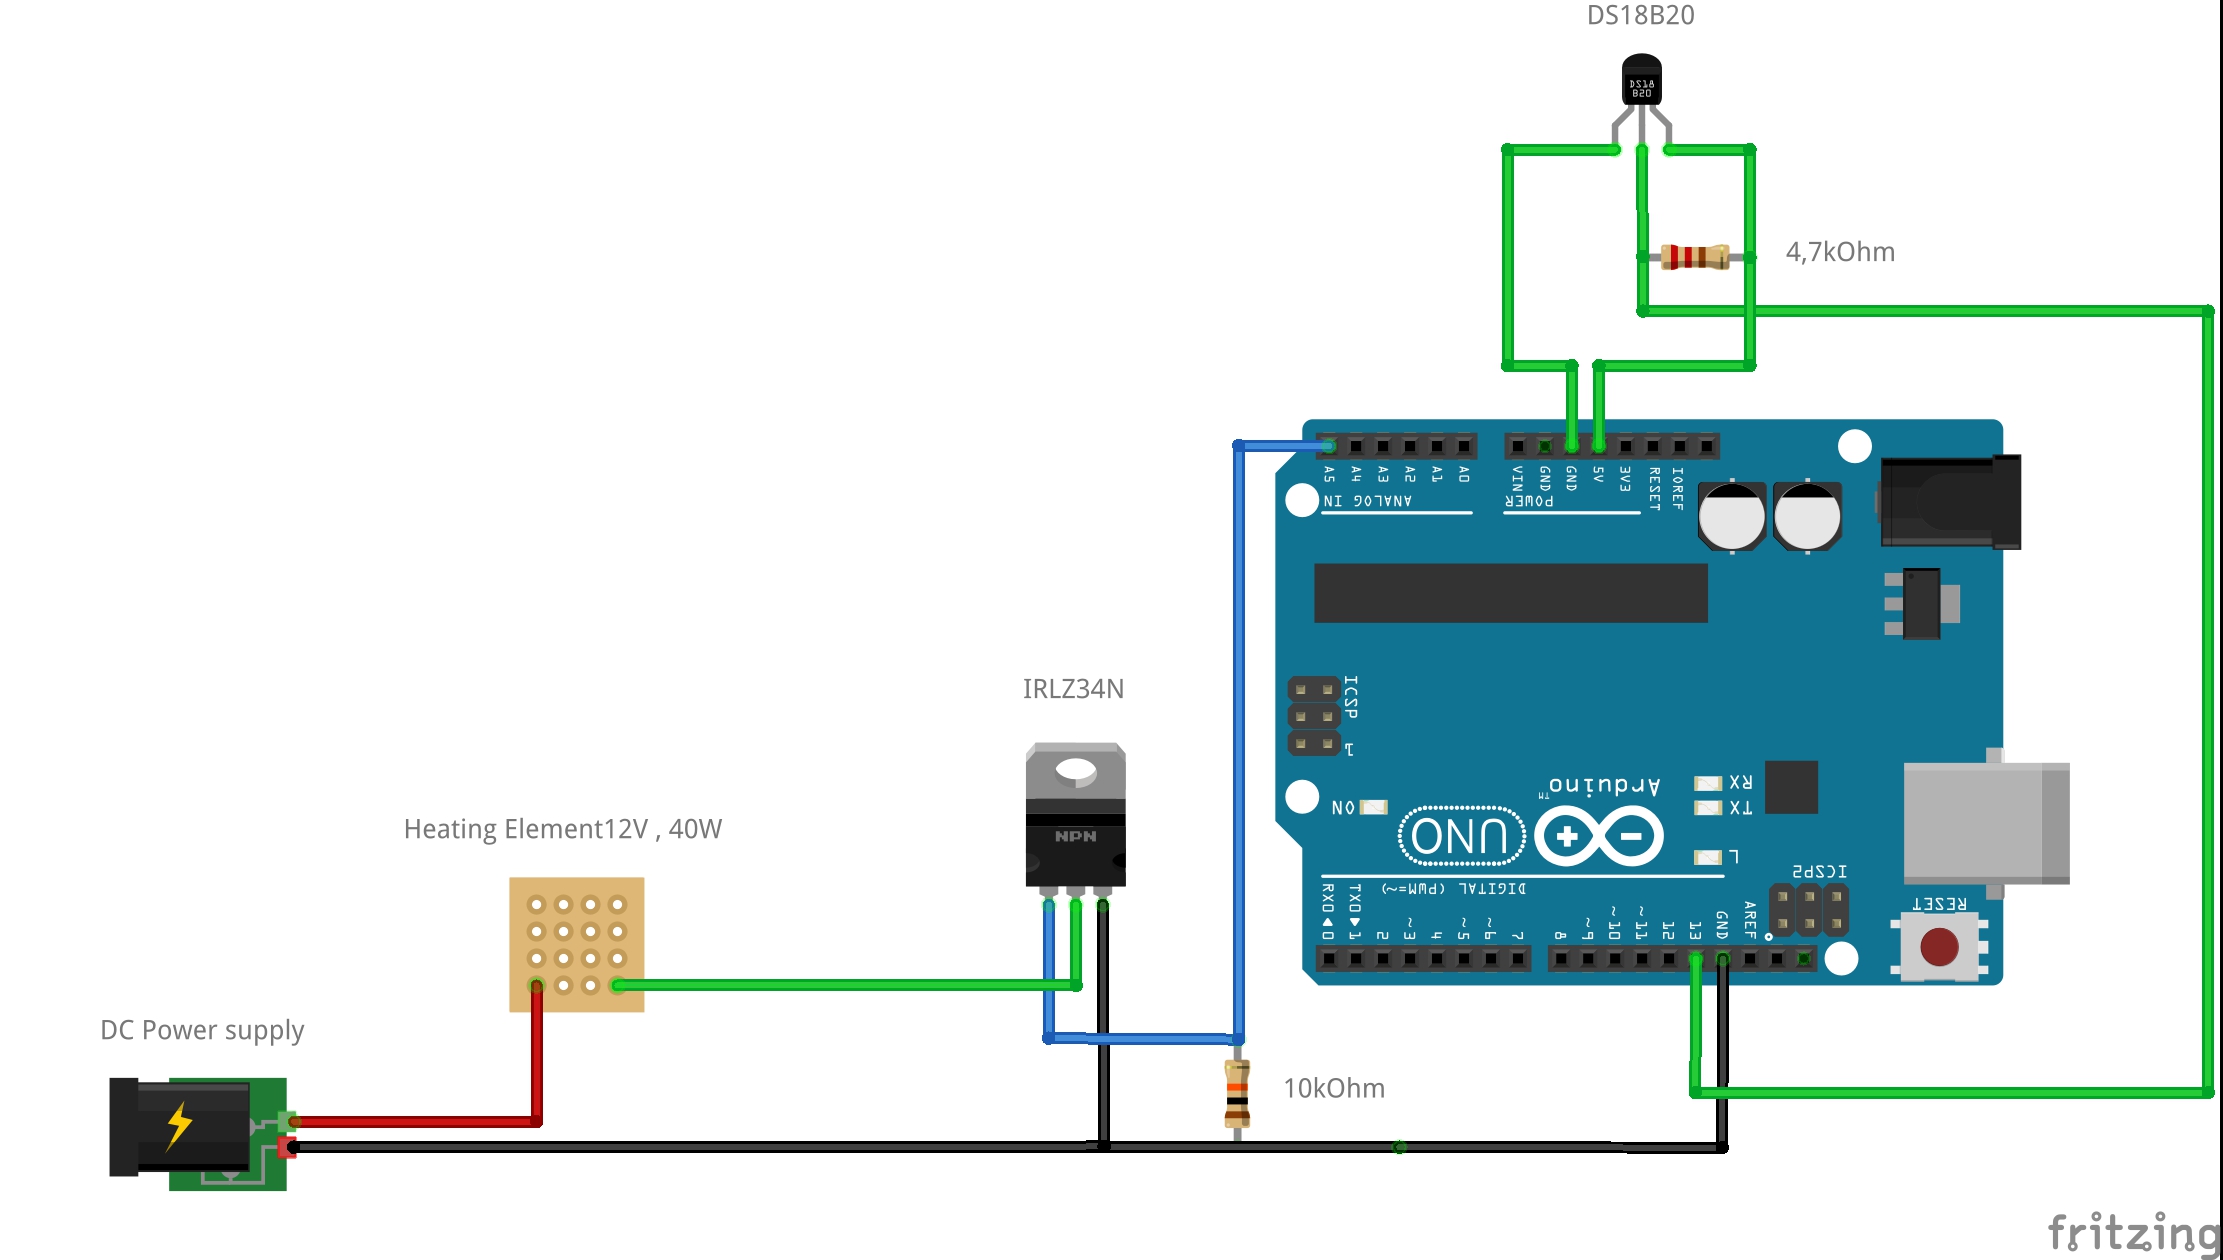 DS18B20
DS18
B20
4,7kOhm
A5
A4
A3
A2
A1
A0
VIN
GND
GND
5V
3V3
RESET
IOREF
ANALOG IN
POWER
IRLZ34N
ICSP
1
NPN
Arduino
TM
RX
TX
ON
UNO
L
Heating Element12V , 40W
ICSP2
DIGITAL (PWM=~)
RX0 ◀ 0
TX0 ▶ 1
2
~3
4
~5
~6
7
8
~9
~10
~11
12
13
GND
AREF
RESET
DC Power supply
10kOhm
fritzing